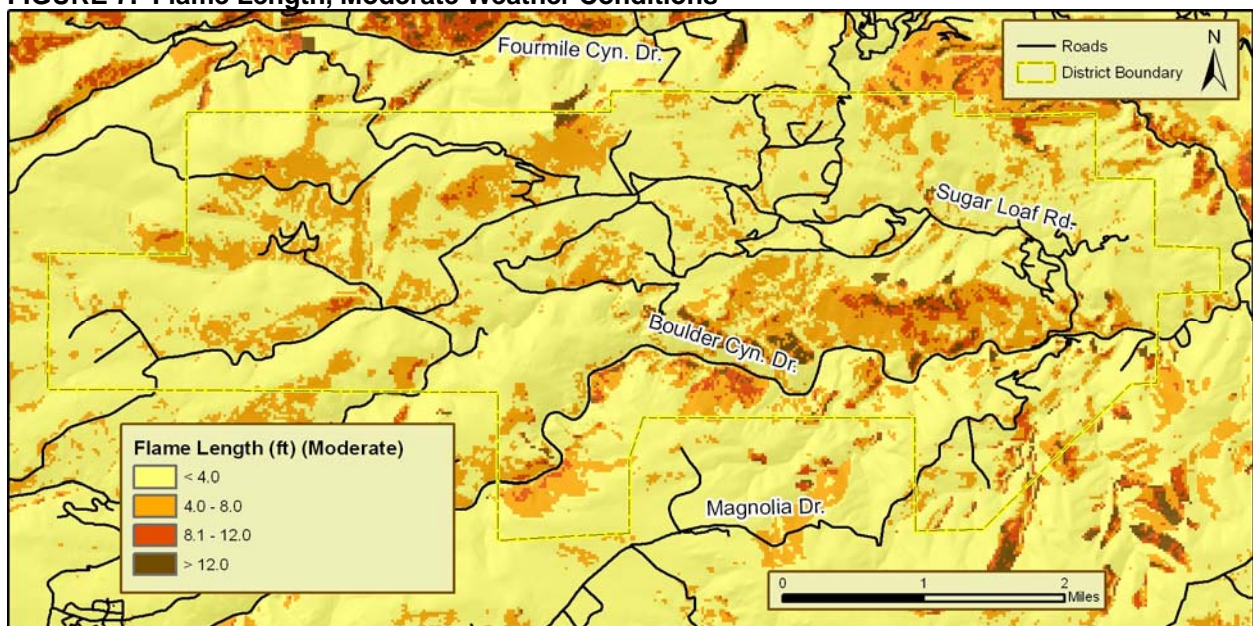 FIGURE 7. Flame Length, Moderate Weather Conditions
Fourmile Cyn. Dr.
Roads
District Boundary
N
Sugar Loaf Rd.
Boulder Cyn. Dr.
Magnolia Dr.
Flame Length (ft) (Moderate)
< 4.0
4.0 - 8.0
8.1 - 12.0
> 12.0
0 1 2
Miles